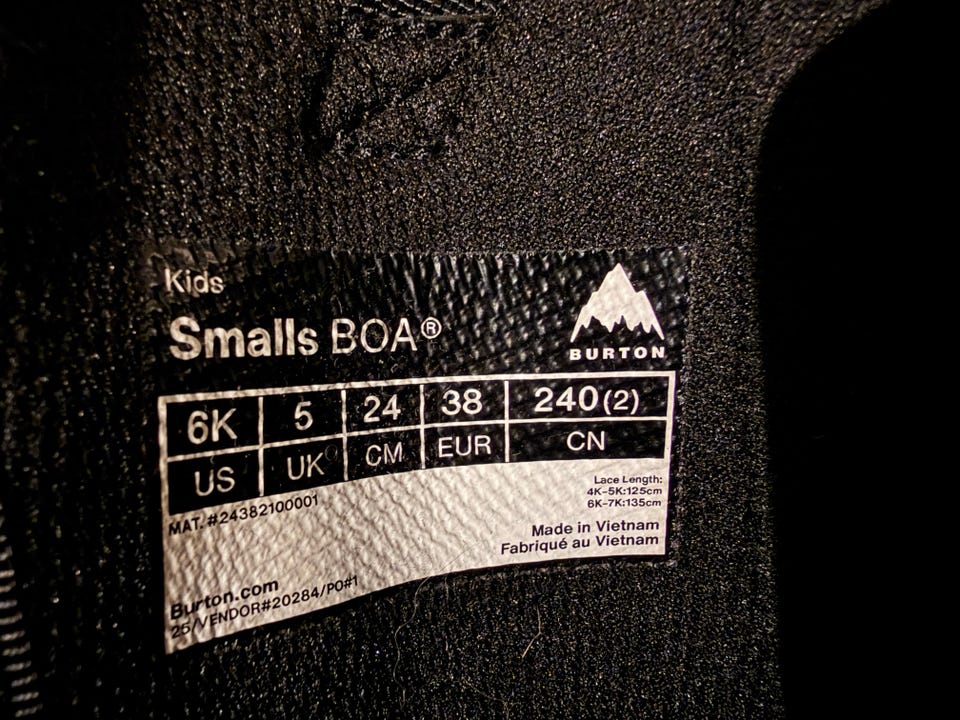 Kids
Smalls BOA®
BURTON
6K 5 24 38 240(2)
US UK CM EUR CN
MAT. #24382100001
Lace Length:
4K-5K:125cm
6K-7K:135cm
Made in Vietnam
Fabriqué au Vietnam
Burton.com
25/VENDOR#20284/PO#1